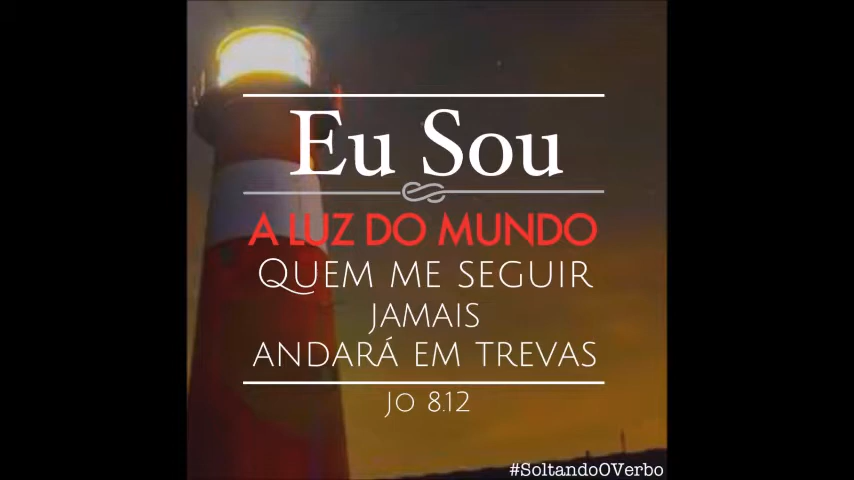 Eu Sou
A LUZ DO MUNDO
QUEM ME SEGUIR
JAMAIS
ANDARÁ EM TREVAS
JO 8.12
#SoltandoOVerbo